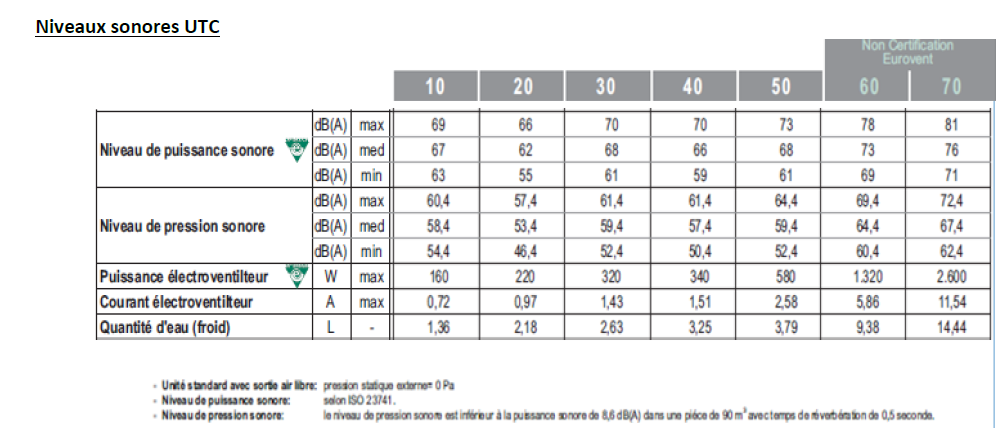 Niveaux sonores UTC
Non Certification
Eurovent
10 20 30 40 50 60 70
dB(A) max 69 66 70 70 73 78 81
Niveau de puissance sonore dB(A) med 67 62 68 66 68 73 76
dB(A) min 63 55 61 59 61 69 71
dB(A) max 60,4 57,4 61,4 61,4 64,4 69,4 72,4
Niveau de pression sonore dB(A) med 58,4 53,4 59,4 57,4 59,4 64,4 67,4
dB(A) min 54,4 46,4 52,4 50,4 52,4 60,4 62,4
Puissance électroventilteur W max 160 220 320 340 580 1.320 2.600
Courant électroventilteur A max 0,72 0,97 1,43 1,51 2,58 5,86 11,54
Quantité d'eau (froid) L - 1,36 2,18 2,63 3,25 3,79 9,38 14,44
- Unité standard avec sortie air libre: pression statique externe= 0 Pa
- Niveau de puissance sonore: selon ISO 23741.
- Niveau de pression sonore: le niveau de pression sonore est inférieur à la puissance sonore de 8,6 dB(A) dans une pièce de 90 m³ avec temps de réverbération de 0,5 seconde.